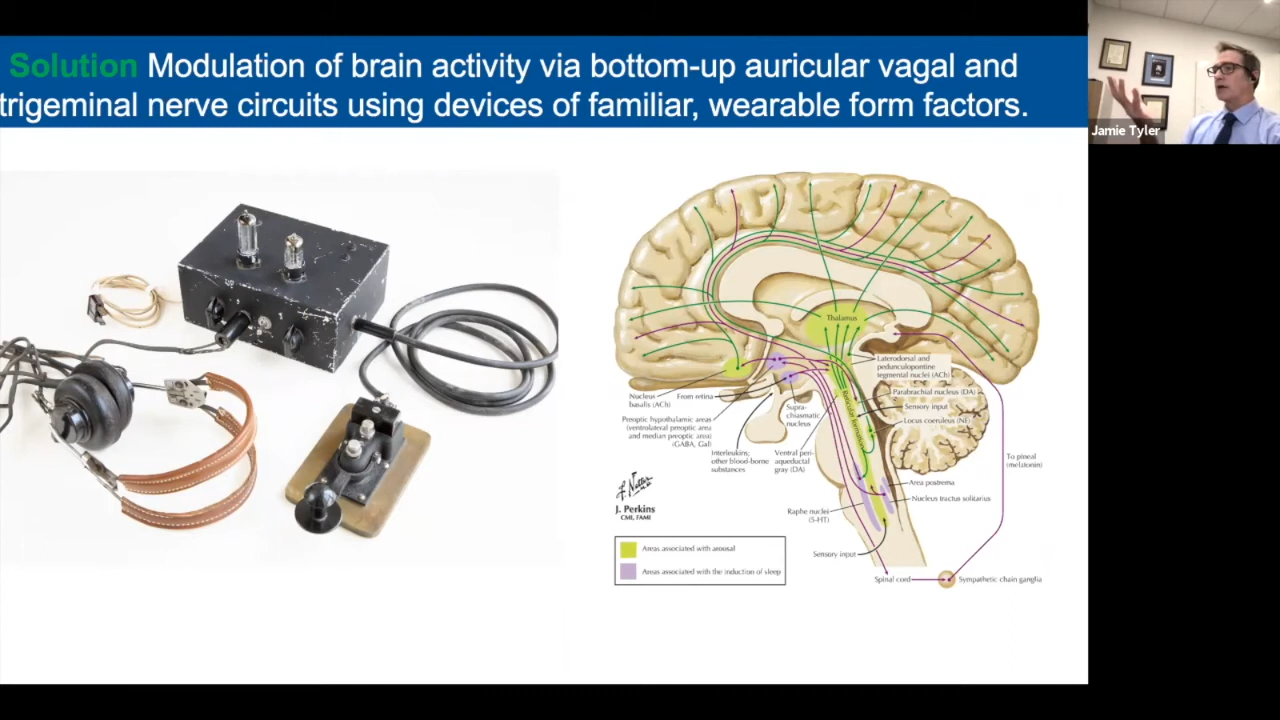 Solution Modulation of brain activity via bottom-up auricular vagal and
trigeminal nerve circuits using devices of familiar, wearable form factors.
Jamie Tyler
Thalamus
Laterodorsal and
pedunculopontine
tegmental nuclei (ACh)
Nucleus
basalis (ACh)
From retina
Parabrachial nucleus (DA)
Sensory input
Supra-
chiasmatic
nucleus
Reticular formation
Locus coeruleus (NE)
Preoptic hypothalamic areas
(ventrolateral preoptic area
and median preoptic area)
(GABA, Gal)
Interleukins;
other blood-borne
substances
Ventral peri-
aqueductal
gray (DA)
To pineal
(melatonin)
Area postrema
Nucleus tractus solitarius
F. Netter
J. Perkins
CMI, FAMI
Raphe nuclei
(5-HT)
Areas associated with arousal
Areas associated with the induction of sleep
Sensory input
Spinal cord
Sympathetic chain ganglia